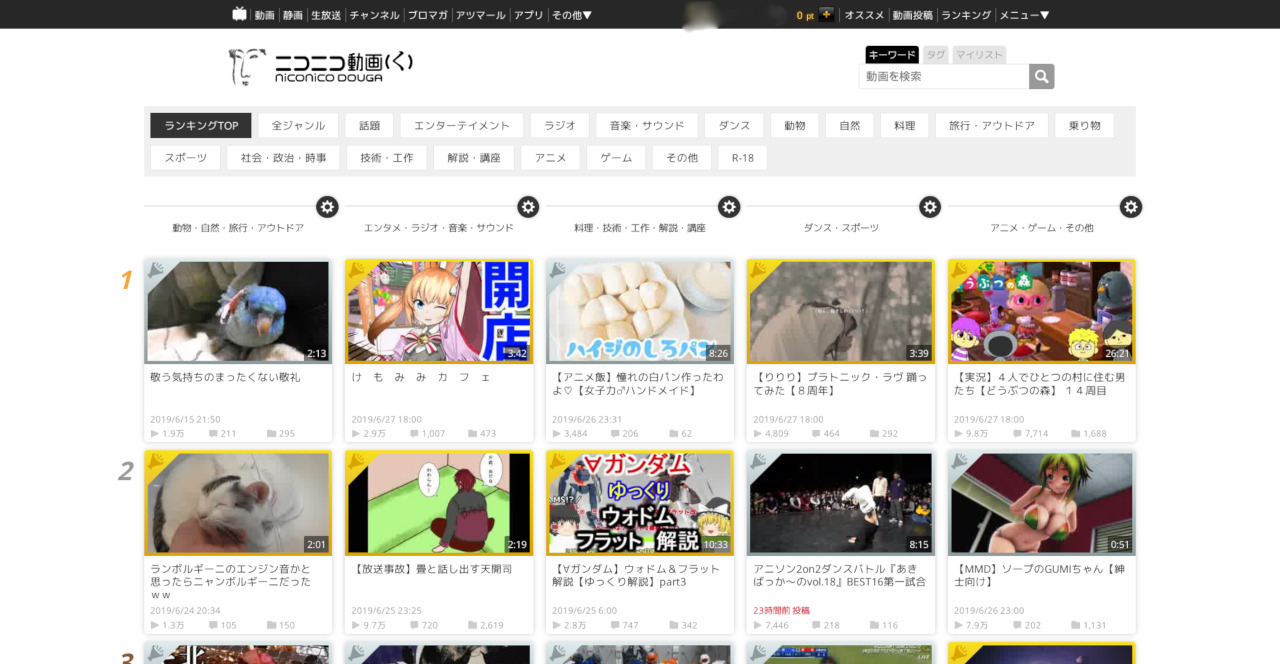 動画 静画 生放送 チャンネル ブロマガ アツマール アプリ その他▼
0 pt + オススメ 動画投稿 ランキング メニュー▼
ニコニコ動画(く)
niconico DOUGA
キーワード タグ マイリスト
動画を検索
ランキングTOP 全ジャンル 話題 エンターテイメント ラジオ 音楽・サウンド ダンス 動物 自然 料理 旅行・アウトドア 乗り物
スポーツ 社会・政治・時事 技術・工作 解説・講座 アニメ ゲーム その他 R-18
動物・自然・旅行・アウトドア
エンタメ・ラジオ・音楽・サウンド
料理・技術・工作・解説・講座
ダンス・スポーツ
アニメ・ゲーム・その他
1
2:13
敬う気持ちのまったくない敬礼
2019/6/15 21:50
1.9万 211 295
開店
3:42
け も み み カ フ ェ
2019/6/27 18:00
2.9万 1,007 473
ハイジのしろパン
8:26
【アニメ飯】憧れの白パン作ったわ
よ♡【女子力♂ハンドメイド】
2019/6/26 23:31
3,484 206 62
3:39
【りりり】プラトニック・ラヴ 踊っ
てみた【８周年】
2019/6/27 18:00
4,809 464 292
うぶつの森
26:21
【実況】４人でひとつの村に住む男
たち【どうぶつの森】 １４周目
2019/6/27 18:00
9.8万 7,714 1,688
2
2:01
ランボルギーニのエンジン音かと
思ったらニャンボルギーニだった
ｗｗ
2019/6/24 20:34
1.3万 105 150
2:19
【放送事故】畳と話し出す天開司
2019/6/25 23:25
9.7万 720 2,619
∀ガンダム
ゆっくり
MS!?
ウォドム
フラット 解説
10:33
【∀ガンダム】ウォドム＆フラット
解説【ゆっくり解説】part3
2019/6/25 6:00
2.8万 747 342
8:15
アニソン2on2ダンスバトル『あき
ばっか～のvol.18』BEST16第一試合
23時間前 投稿
7,446 218 116
0:51
【MMD】ソープのGUMIちゃん【紳
士向け】
2019/6/26 23:00
7.9万 202 1,131
3